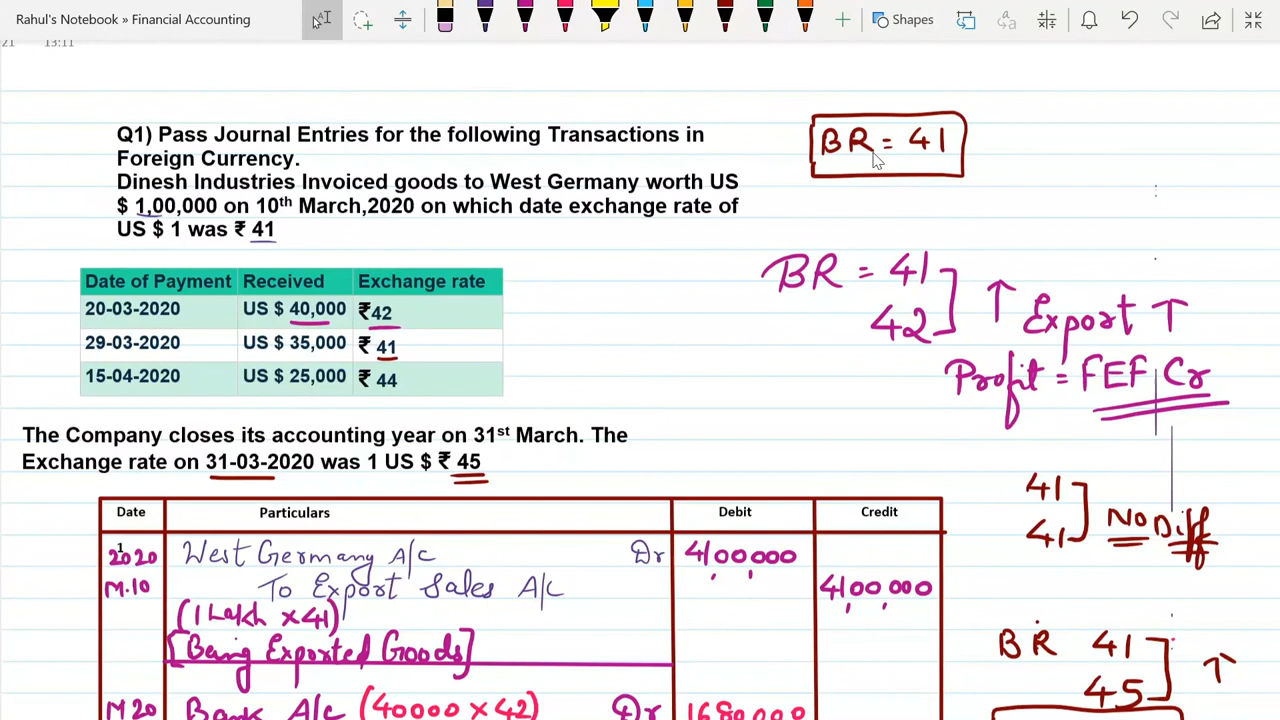 Rahul's Notebook » Financial Accounting
Shapes
21 13:11
Q1) Pass Journal Entries for the following Transactions in
Foreign Currency.
Dinesh Industries Invoiced goods to West Germany worth US
$ 1,00,000 on 10th March,2020 on which date exchange rate of
US $ 1 was ₹ 41
BR = 41
Date of Payment Received Exchange rate
20-03-2020 US $ 40,000 ₹42
29-03-2020 US $ 35,000 ₹ 41
15-04-2020 US $ 25,000 ₹ 44
BR = 41
42 ↑ Export ↑
Profit = FEF Cr
The Company closes its accounting year on 31st March. The
Exchange rate on 31-03-2020 was 1 US $ ₹ 45
41
41 No Diff
Date Particulars Debit Credit
2020 West Germany A/c Dr 4100000
M.10 To Export Sales A/c 4100000
(1 Lakh × 41)
[Being Exported Goods]
BR 41
45 ↑
M20 Bank A/c (40000 × 42) Dr 1680000